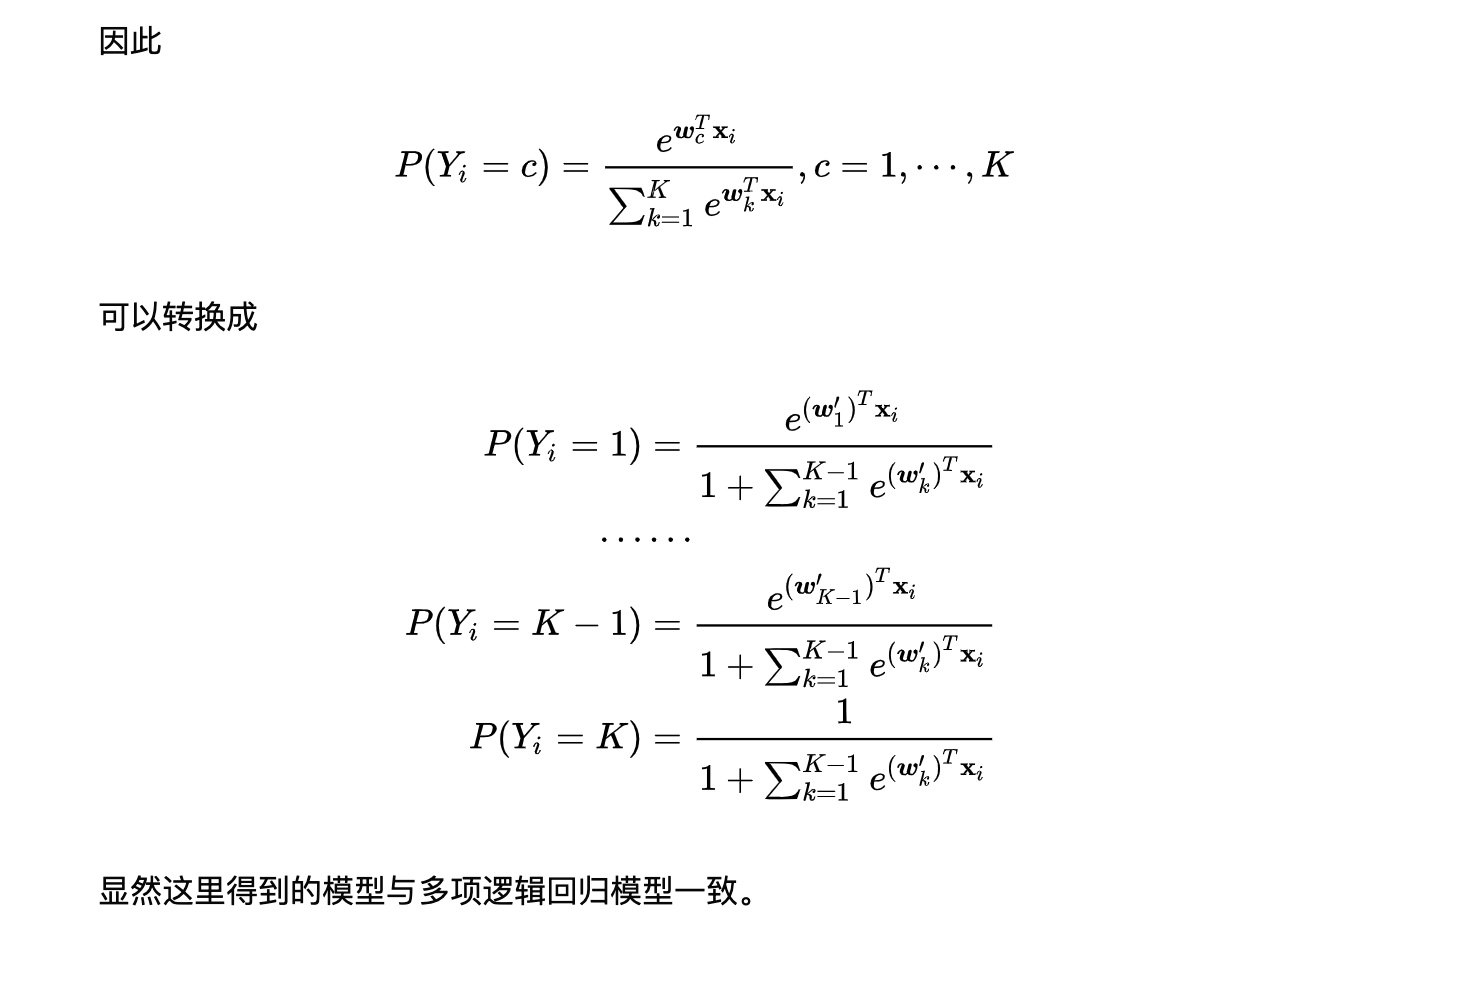 因此
$P(Y_i = c) = \frac{e^{\boldsymbol{w}_c^T \mathbf{x}_i}}{\sum_{k=1}^{K} e^{\boldsymbol{w}_k^T \mathbf{x}_i}}, c = 1, \cdots, K$
可以转换成
$P(Y_i = 1) = \frac{e^{(\boldsymbol{w}_1')^T \mathbf{x}_i}}{1 + \sum_{k=1}^{K-1} e^{(\boldsymbol{w}_k')^T \mathbf{x}_i}}$
$\cdots\cdots$
$P(Y_i = K - 1) = \frac{e^{(\boldsymbol{w}_{K-1}')^T \mathbf{x}_i}}{1 + \sum_{k=1}^{K-1} e^{(\boldsymbol{w}_k')^T \mathbf{x}_i}}$
$P(Y_i = K) = \frac{1}{1 + \sum_{k=1}^{K-1} e^{(\boldsymbol{w}_k')^T \mathbf{x}_i}}$
显然这里得到的模型与多项逻辑回归模型一致。